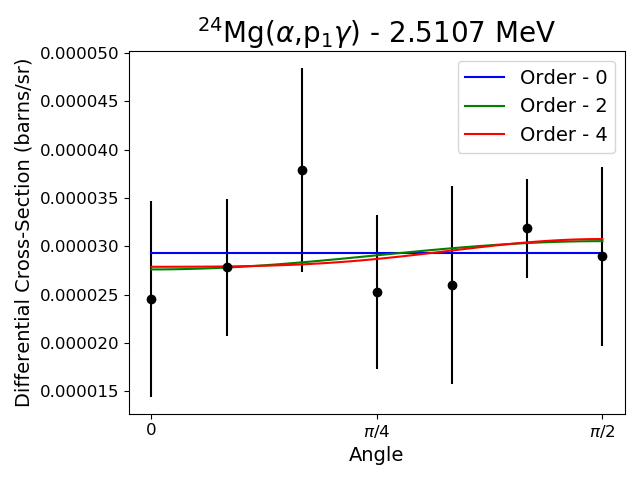 ²⁴Mg(α,p₁γ) - 2.5107 MeV
Differential Cross-Section (barns/sr)
0.000050
0.000045
0.000040
0.000035
0.000030
0.000025
0.000020
0.000015
Order - 0
Order - 2
Order - 4
0 π/4 π/2
Angle